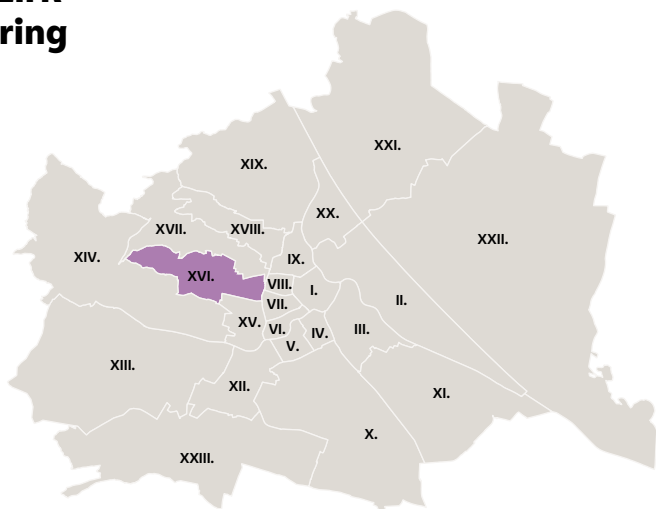 ring
XXI.
XIX.
XX.
XVII.
XVIII.
XXII.
XIV.
IX.
XVI.
VIII.
I.
VII.
II.
XV.
VI.
IV.
III.
V.
XIII.
XII.
XI.
X.
XXIII.